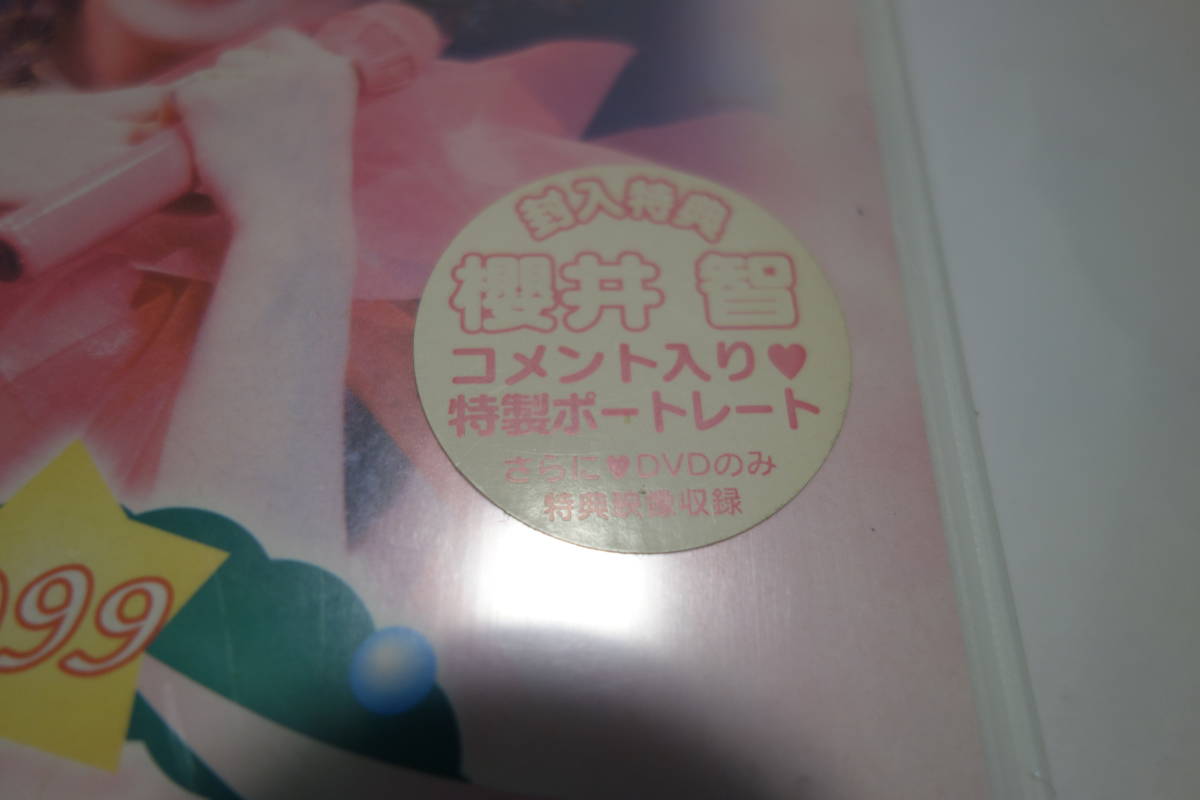 封入特典
櫻井 智
コメント入り♥
特製ポートレート
さらに♥DVDのみ
特典映像収録
999